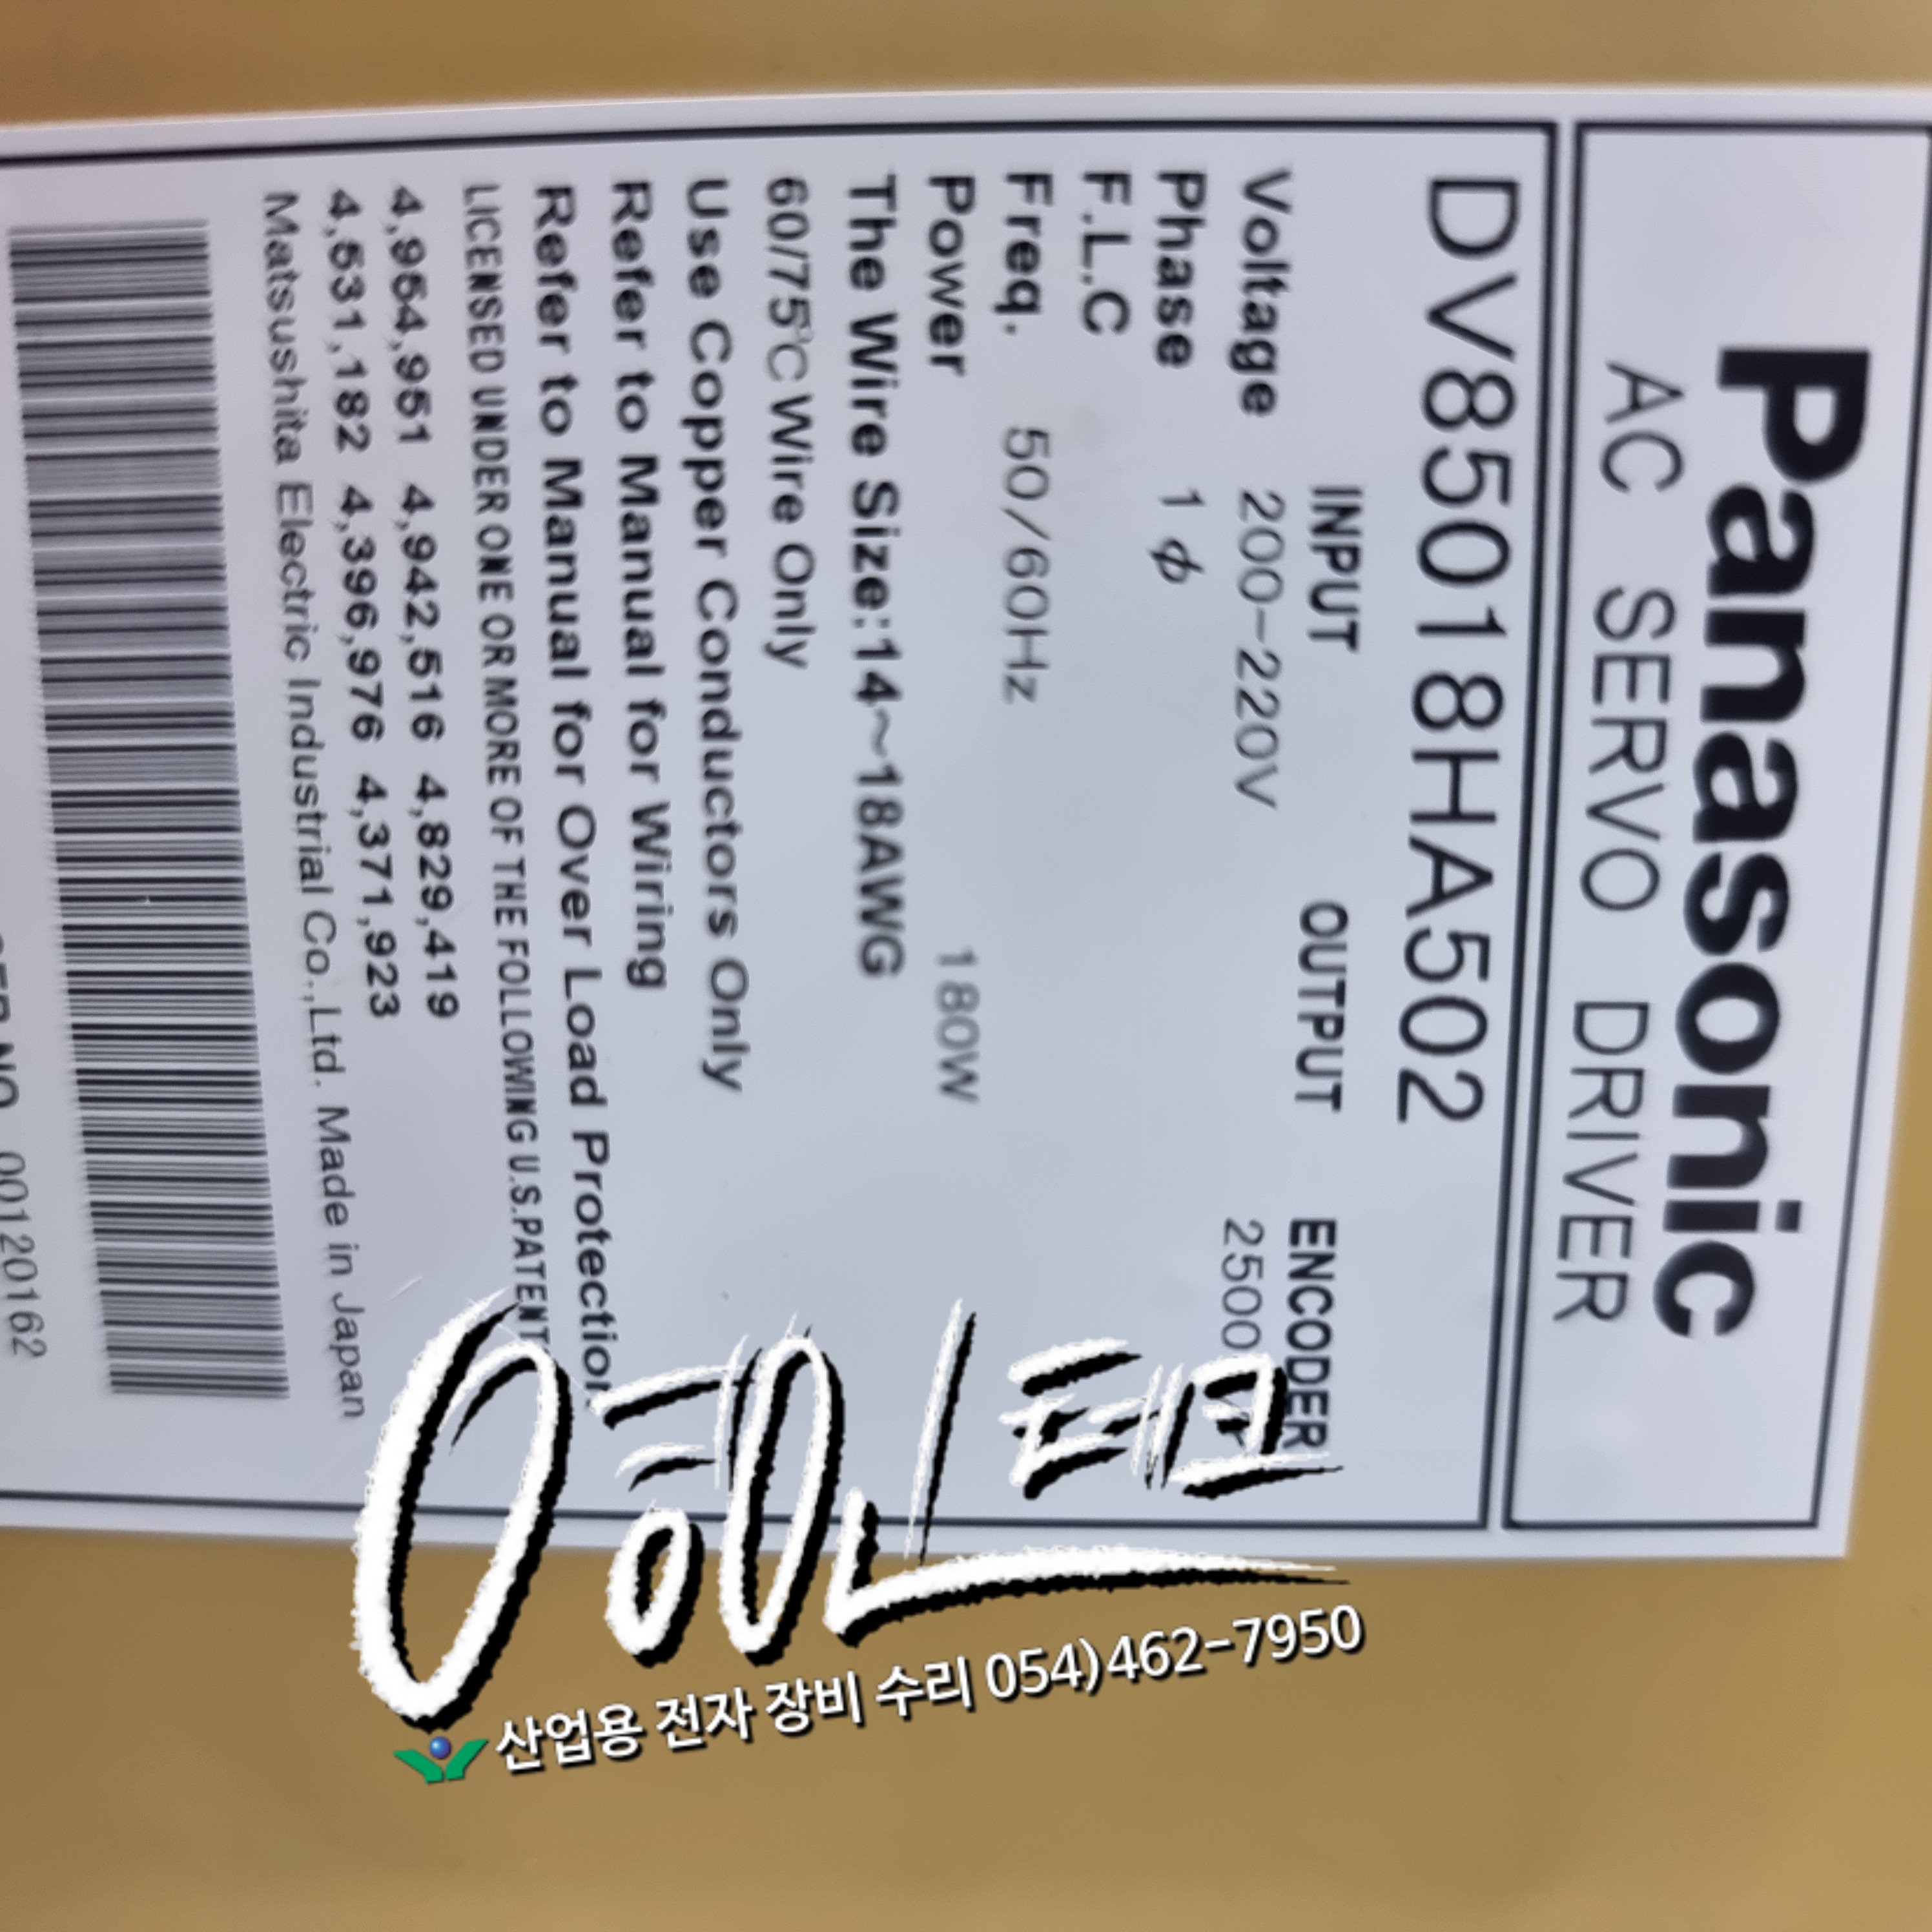 Panasonic
AC SERVO DRIVER
DV850018HA502
INPUT OUTPUT ENCODER
Voltage 200-220V 2500
Phase 1 ϕ
F.L.C
Freq. 50/60Hz
Power 180W
The Wire Size:14~18AWG
60/75℃ Wire Only
Use Copper Conductors Only
Refer to Manual for Wiring
Refer to Manual for Over Load Protection
LICENSED UNDER ONE OR MORE OF THE FOLLOWING U.S.PATENT
4,954,951 4,942,516 4,829,419
4,531,182 4,396,976 4,371,923
Matsushita Electric Industrial Co.,Ltd. Made in Japan
NO. 00120162
영인테크
산업용 전자 장비 수리 054)462-7950